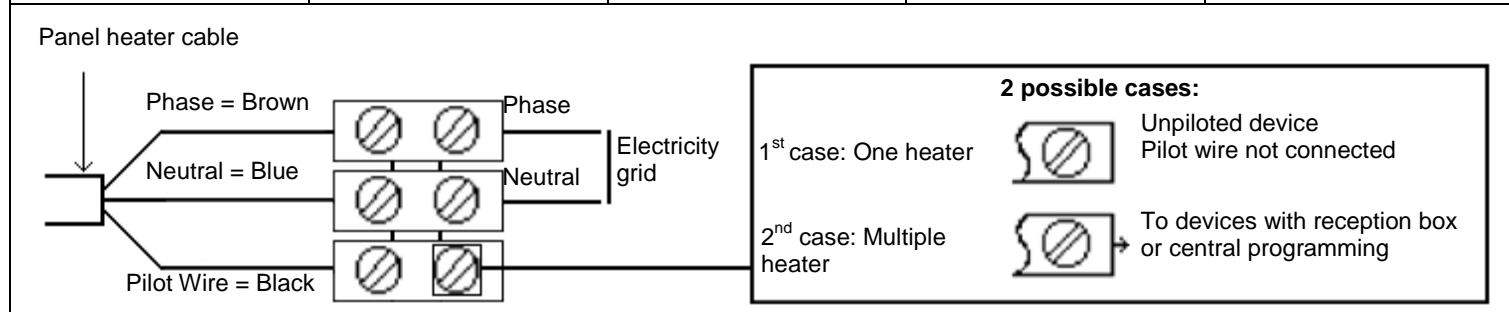 Panel heater cable
Phase = Brown
Phase
Neutral = Blue
Neutral
Electricity
grid
Pilot Wire = Black
2 possible cases:
1st case: One heater
Unpiloted device
Pilot wire not connected
2nd case: Multiple
heater
To devices with reception box
or central programming